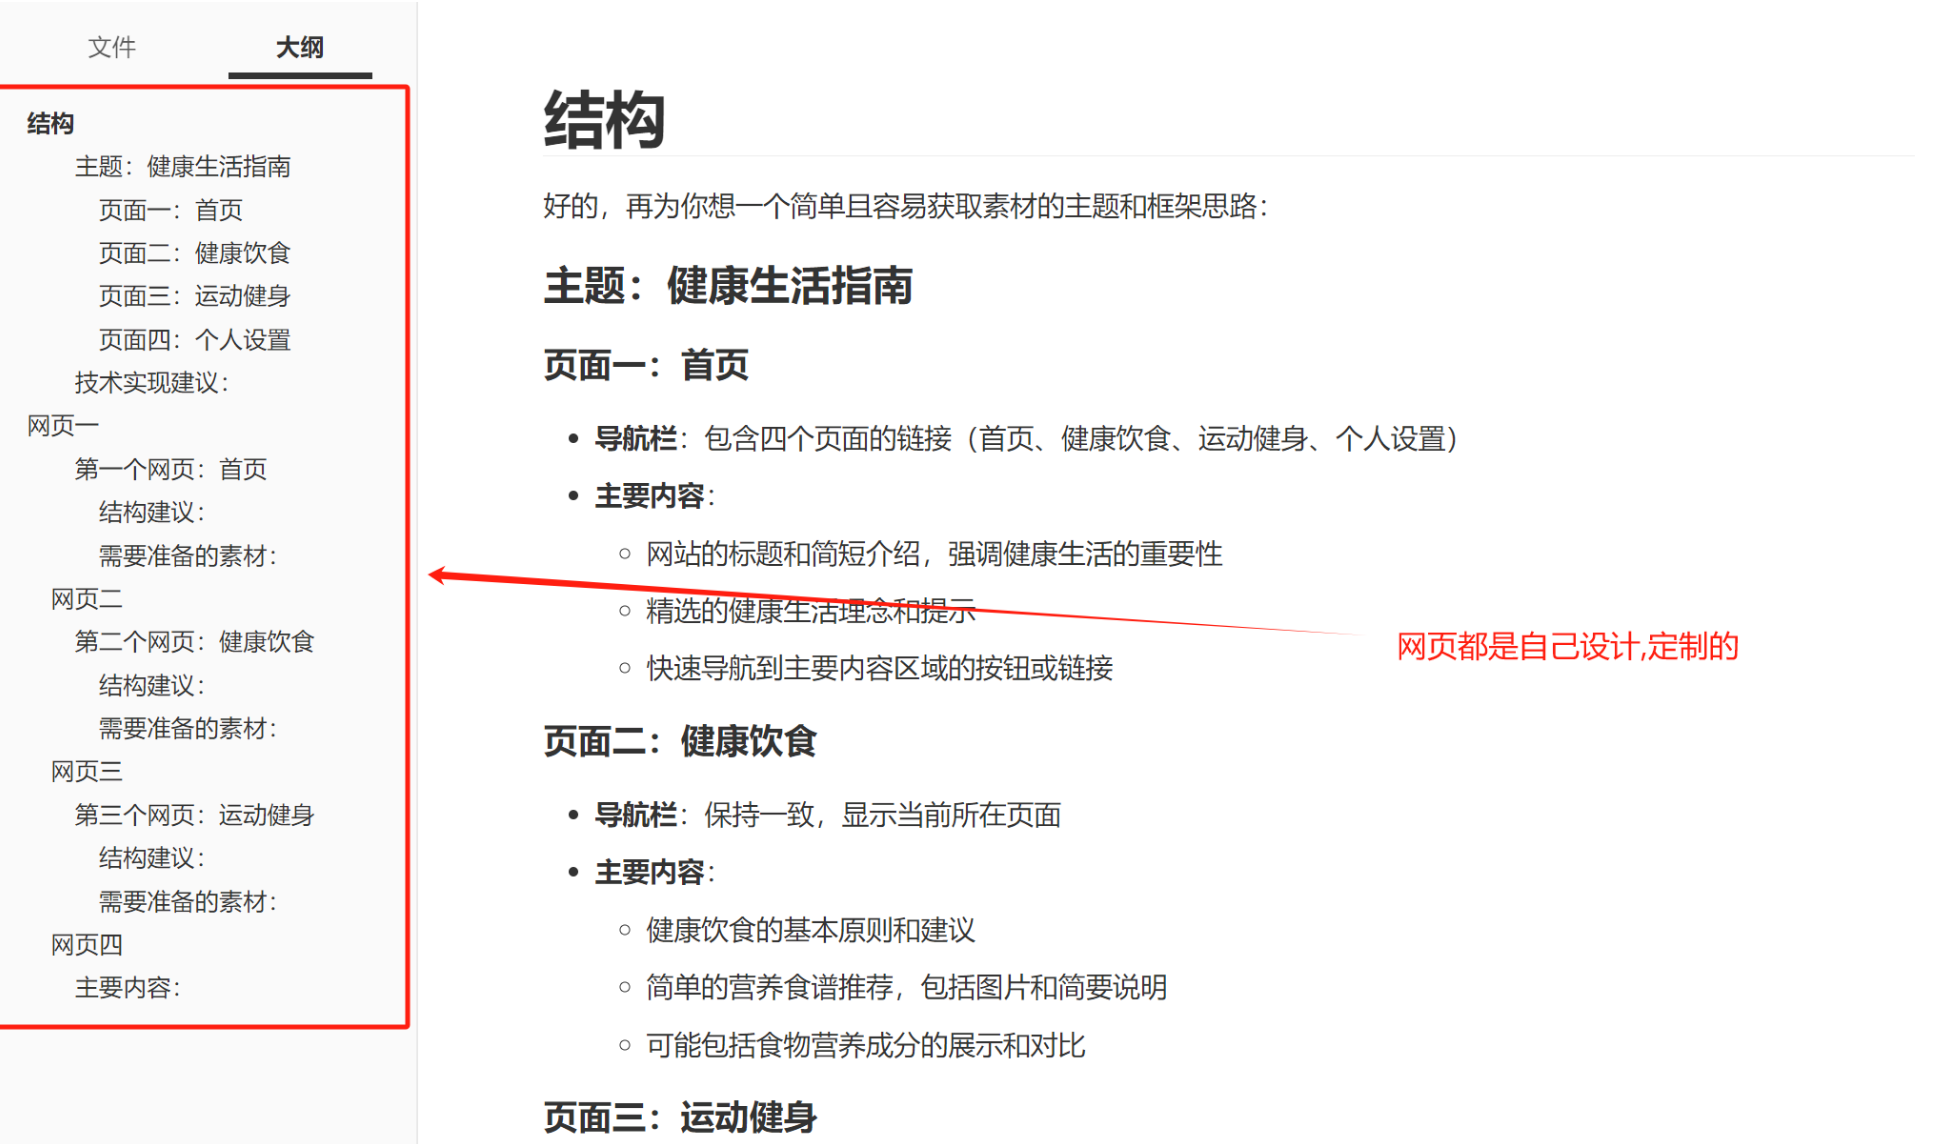 文件 大纲
结构
主题：健康生活指南
页面一：首页
页面二：健康饮食
页面三：运动健身
页面四：个人设置
技术实现建议：
网页一
第一个网页：首页
结构建议：
需要准备的素材：
网页二
第二个网页：健康饮食
结构建议：
需要准备的素材：
网页三
第三个网页：运动健身
结构建议：
需要准备的素材：
网页四
主要内容：
结构
好的，再为你想一个简单且容易获取素材的主题和框架思路：
主题：健康生活指南
页面一：首页
导航栏：包含四个页面的链接（首页、健康饮食、运动健身、个人设置）
主要内容：
网站的标题和简短介绍，强调健康生活的重要性
精选的健康生活理念和提示
快速导航到主要内容区域的按钮或链接
网页都是自己设计,定制的
页面二：健康饮食
导航栏：保持一致，显示当前所在页面
主要内容：
健康饮食的基本原则和建议
简单的营养食谱推荐，包括图片和简要说明
可能包括食物营养成分的展示和对比
页面三：运动健身